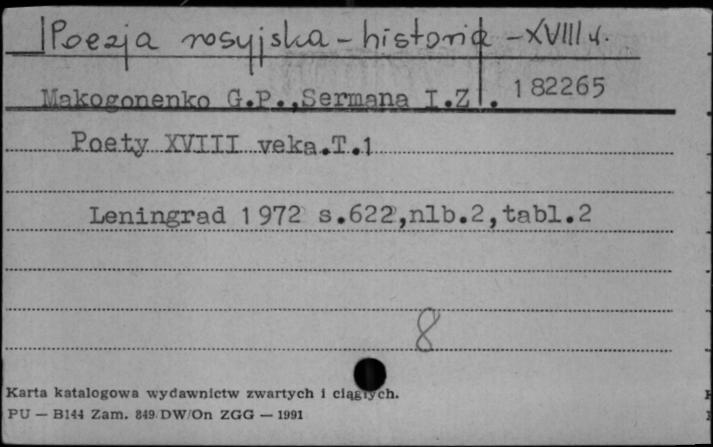 Poezja rosyjska - historia - XVIII w.
Makogonenko G.P., Sermana I.Z. 182265
Poety XVIII veka.T.1
Leningrad 1972 s.622,nlb.2,tabl.2
8
Karta katalogowa wydawnictw zwartych i ciągłych.
PU — B144 Zam. 849 DW/On ZGG — 1991